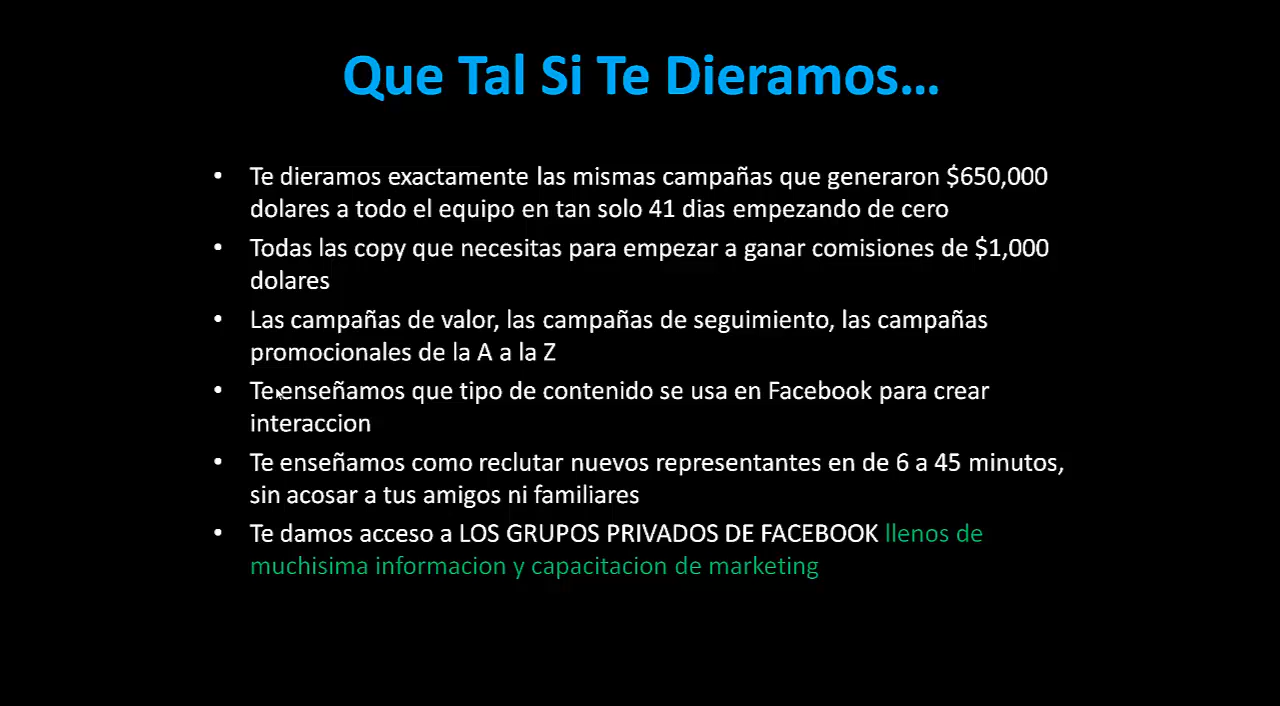 Que Tal Si Te Dieramos...
• Te dieramos exactamente las mismas campañas que generaron $650,000
dolares a todo el equipo en tan solo 41 dias empezando de cero
• Todas las copy que necesitas para empezar a ganar comisiones de $1,000
dolares
• Las campañas de valor, las campañas de seguimiento, las campañas
promocionales de la A a la Z
• Te enseñamos que tipo de contenido se usa en Facebook para crear
interaccion
• Te enseñamos como reclutar nuevos representantes en de 6 a 45 minutos,
sin acosar a tus amigos ni familiares
• Te damos acceso a LOS GRUPOS PRIVADOS DE FACEBOOK llenos de
muchisima informacion y capacitacion de marketing